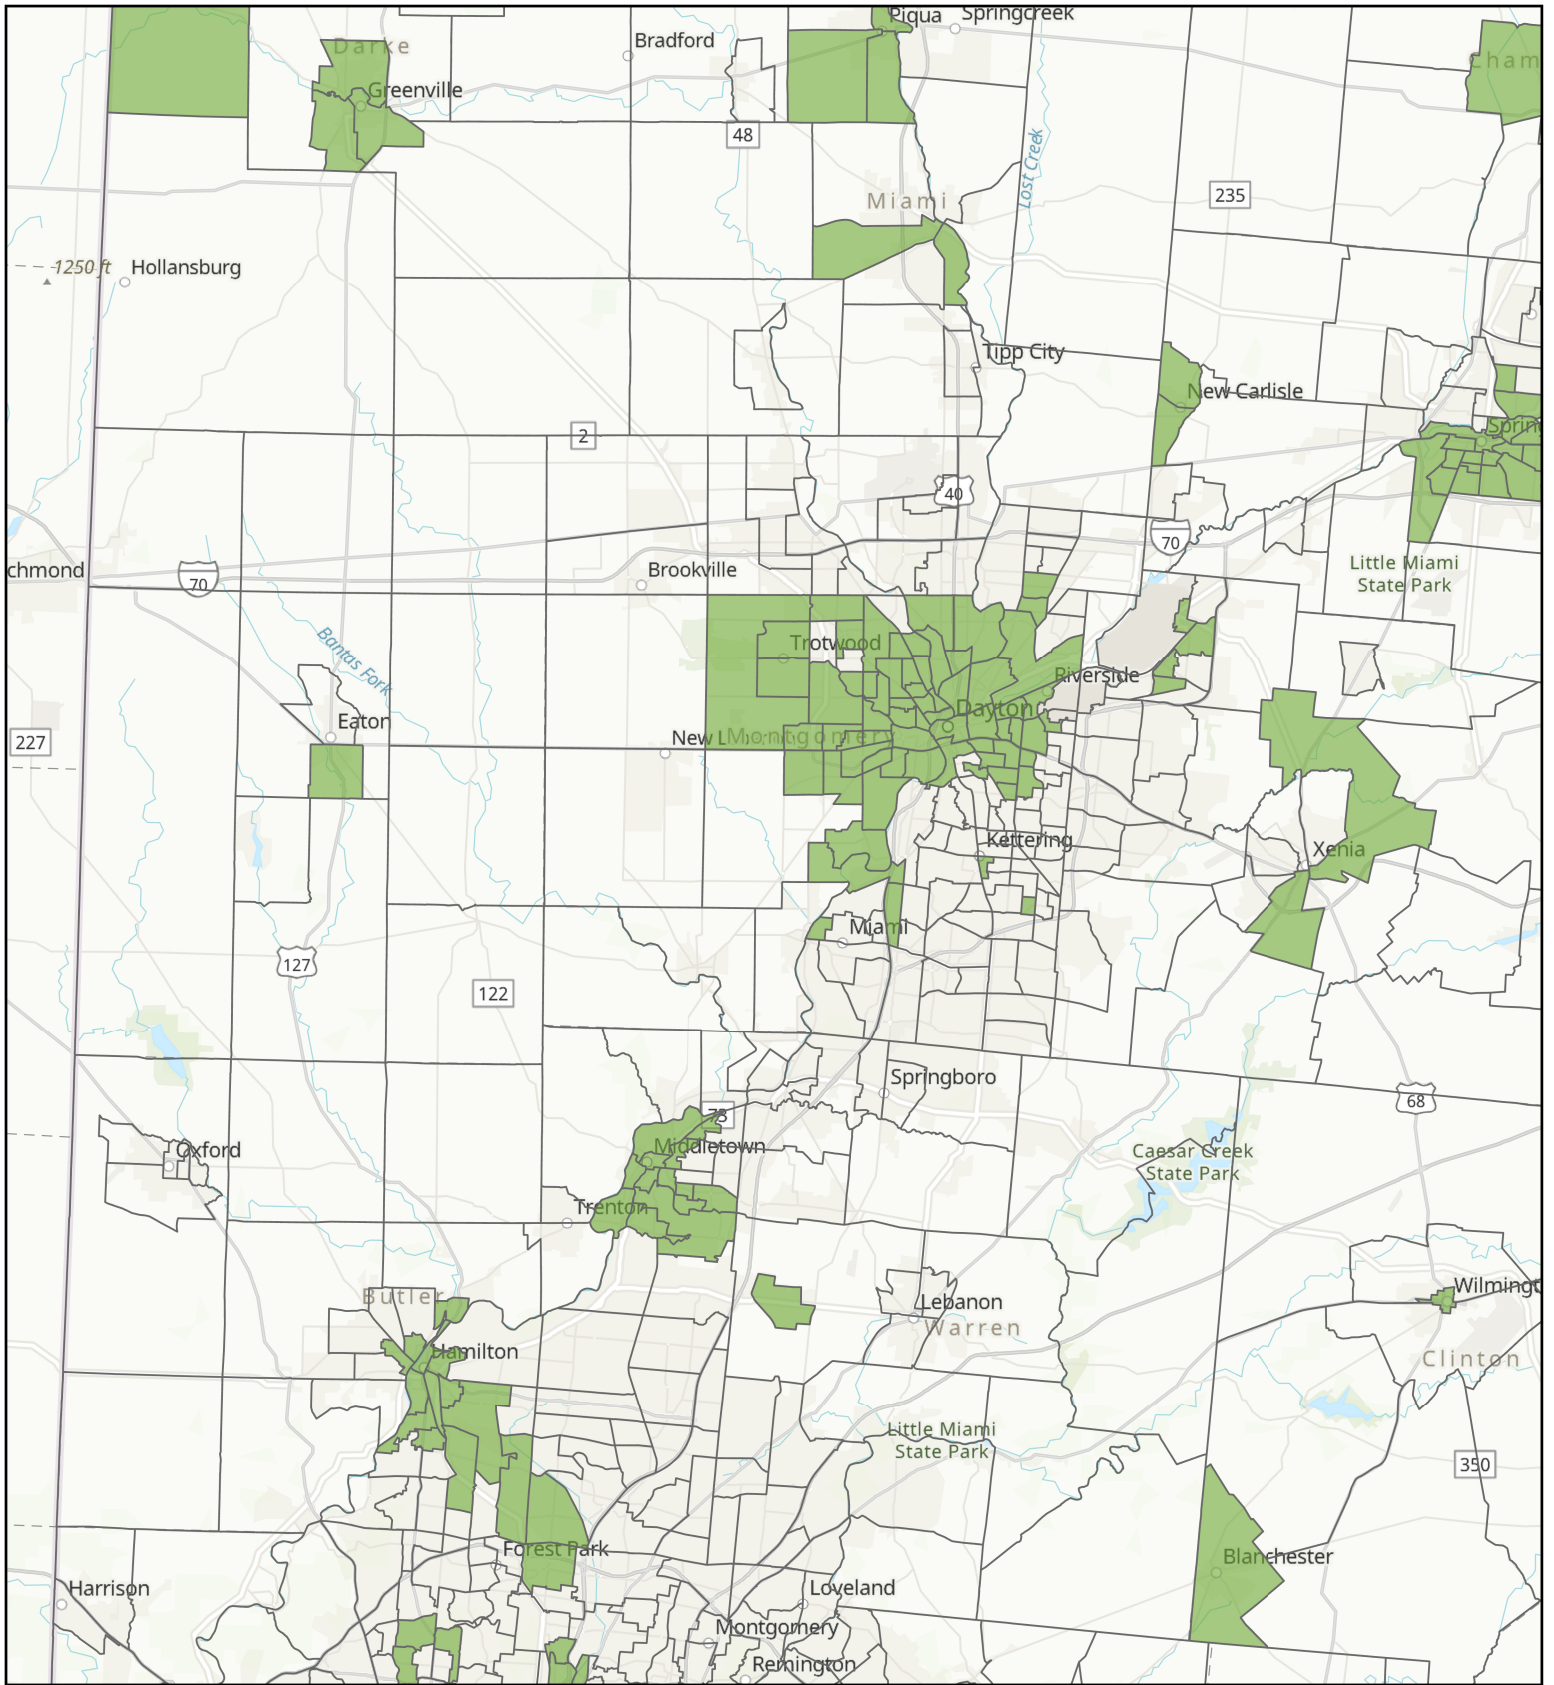 Piqua
Springcreek
Darke
Bradford
Cham
Greenville
48
Lost Creek
235
Miami
1250 ft
Hollansburg
Tipp City
New Carlisle
2
Spring
40
70
chmond
70
Brookville
Little Miami
State Park
Bantas Fork
Trotwood
Riverside
Eaton
Dayton
227
New L
Montgomery
Kettering
Xenia
Miami
127
122
Springboro
68
73
Middletown
Oxford
Caesar Creek
State Park
Trenton
Butler
Lebanon
Warren
Wilmingt
Hamilton
Clinton
Little Miami
State Park
350
Forest Park
Blanchester
Harrison
Loveland
Montgomery
Remington